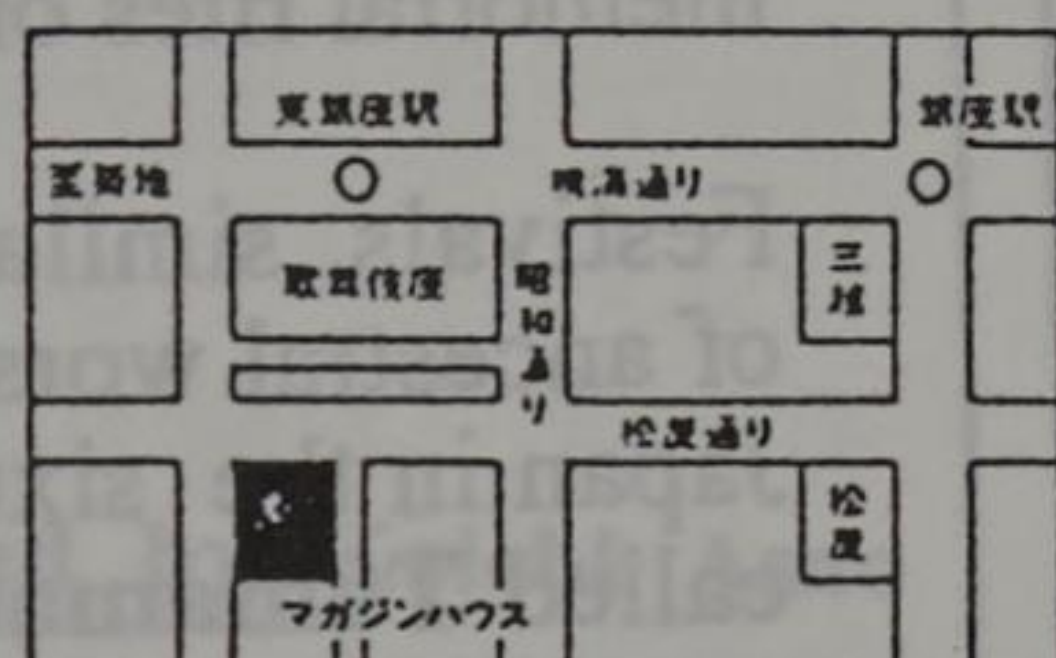 東銀座駅
銀座駅
至築地
晴海通り
歌舞伎座
昭和通り
三越
松屋通り
松屋
マガジンハウス